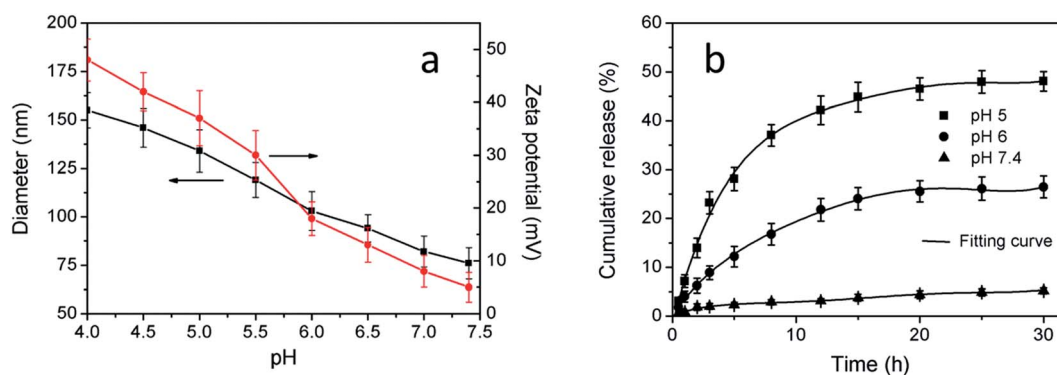 a
200
175
150
125
100
75
50
Diameter (nm)
50
40
30
20
10
0
Zeta potential (mV)
4.0 4.5 5.0 5.5 6.0 6.5 7.0 7.5
pH
b
60
50
40
30
20
10
0
Cumulative release (%)
pH 5
pH 6
pH 7.4
Fitting curve
0 10 20 30
Time (h)